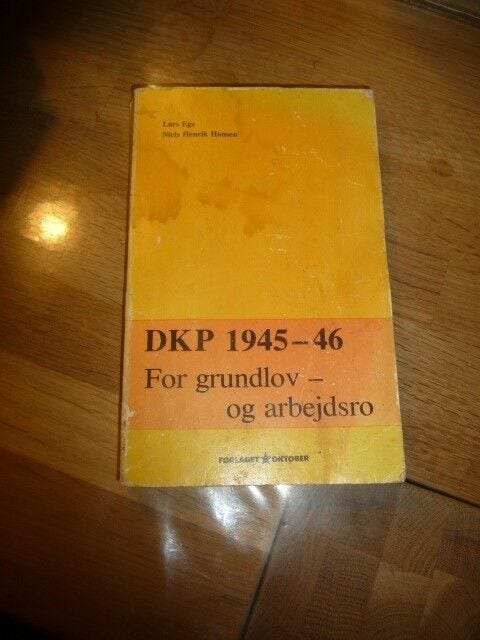 Lars Ege
Niels Henrik Hansen
DKP 1945-46
For grundlov -
og arbejdsro
FORLAGET OKTOBER